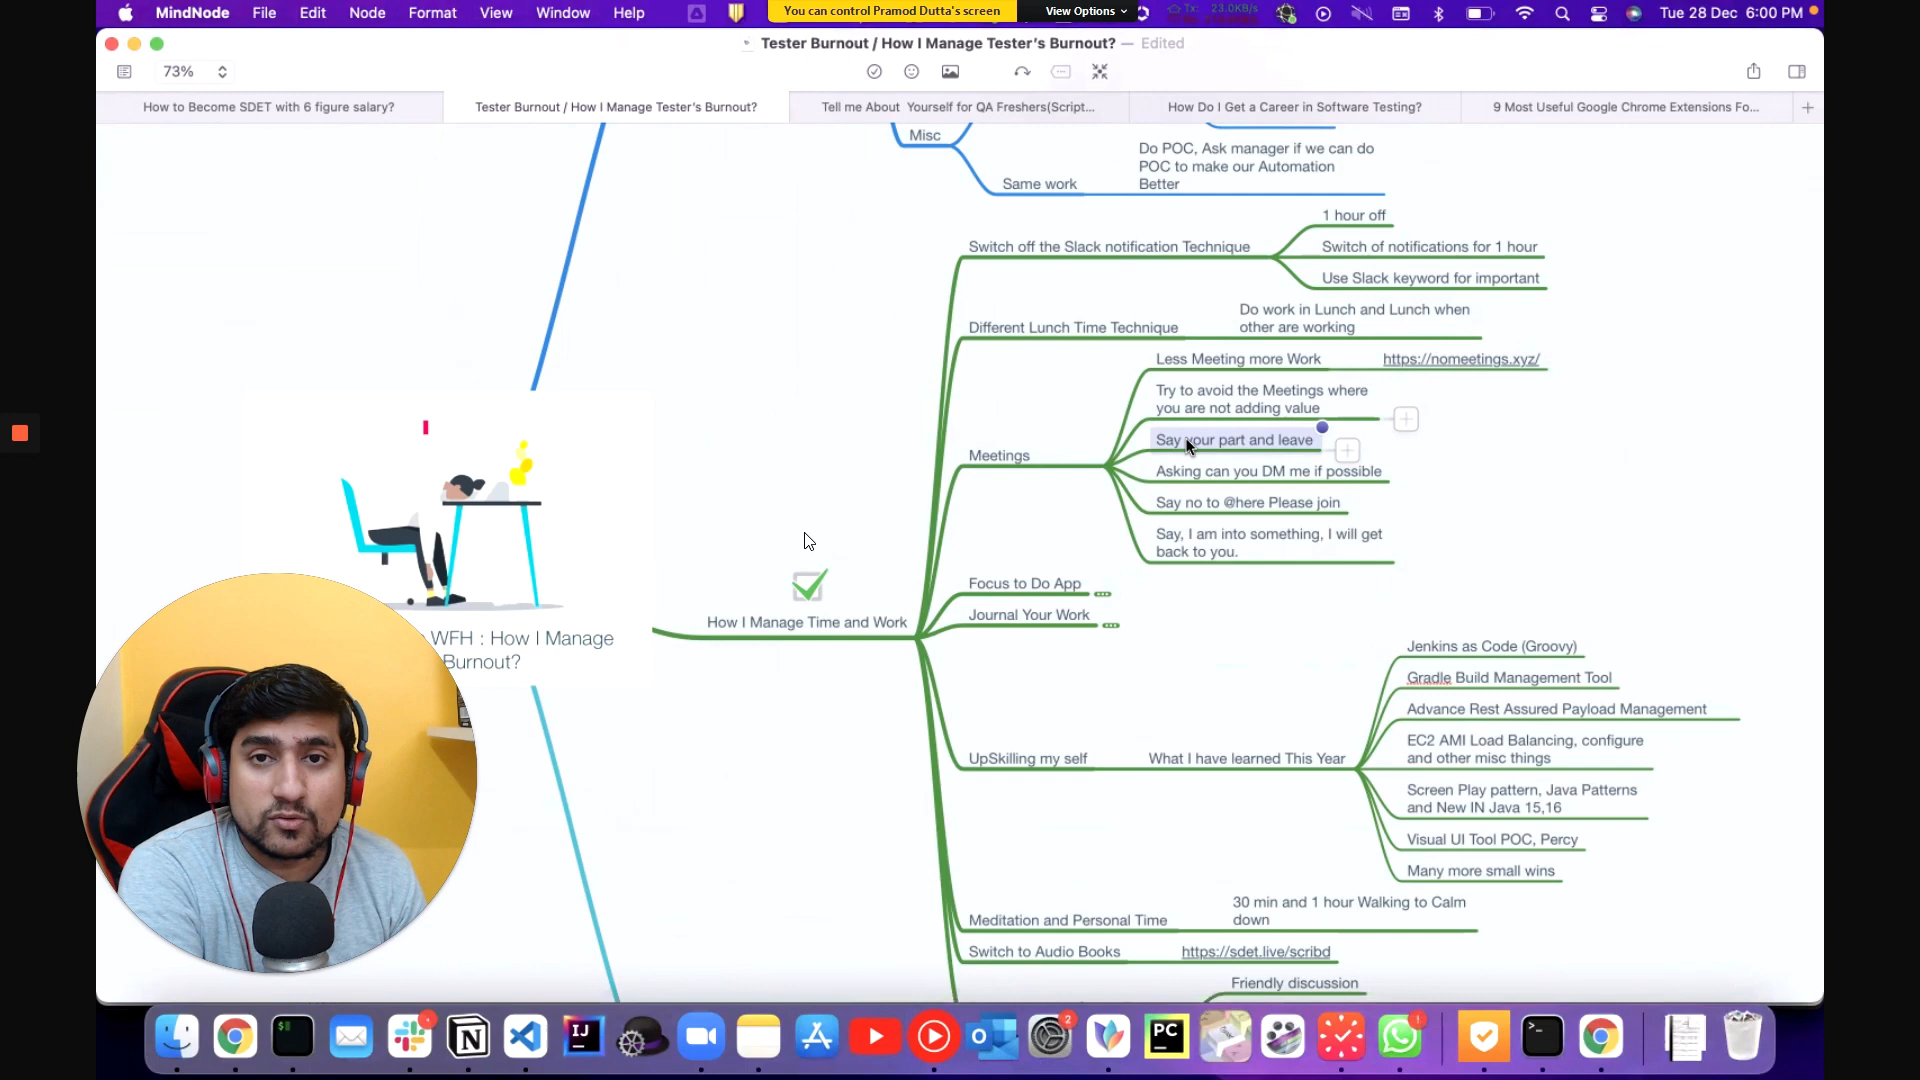 MindNode File Edit Node Format View Window Help
You can control Pramod Dutta's screen
View Options
Tx: 23.0KB/s
Tue 28 Dec 6:00 PM
Tester Burnout / How I Manage Tester's Burnout? — Edited
73%
How to Become SDET with 6 figure salary?
Tester Burnout / How I Manage Tester's Burnout?
Tell me About Yourself for QA Freshers(Script...
How Do I Get a Career in Software Testing?
9 Most Useful Google Chrome Extensions Fo...
Misc
Do POC, Ask manager if we can do
POC to make our Automation
Better
Same work
1 hour off
Switch off the Slack notification Technique
Switch of notifications for 1 hour
Use Slack keyword for important
Do work in Lunch and Lunch when
other are working
Different Lunch Time Technique
Less Meeting more Work
https://nomeetings.xyz/
Try to avoid the Meetings where
you are not adding value
Say your part and leave
Meetings
Asking can you DM me if possible
Say no to @here Please join
Say, I am into something, I will get
back to you.
Focus to Do App
Journal Your Work
How I Manage Time and Work
WFH : How I Manage
Burnout?
Jenkins as Code (Groovy)
Gradle Build Management Tool
Advance Rest Assured Payload Management
EC2 AMI Load Balancing, configure
and other misc things
UpSkilling my self
What I have learned This Year
Screen Play pattern, Java Patterns
and New IN Java 15,16
Visual UI Tool POC, Percy
Many more small wins
30 min and 1 hour Walking to Calm
down
Meditation and Personal Time
Switch to Audio Books
https://sdet.live/scribd
Friendly discussion
$
IJ
N
2
PC
!
>_